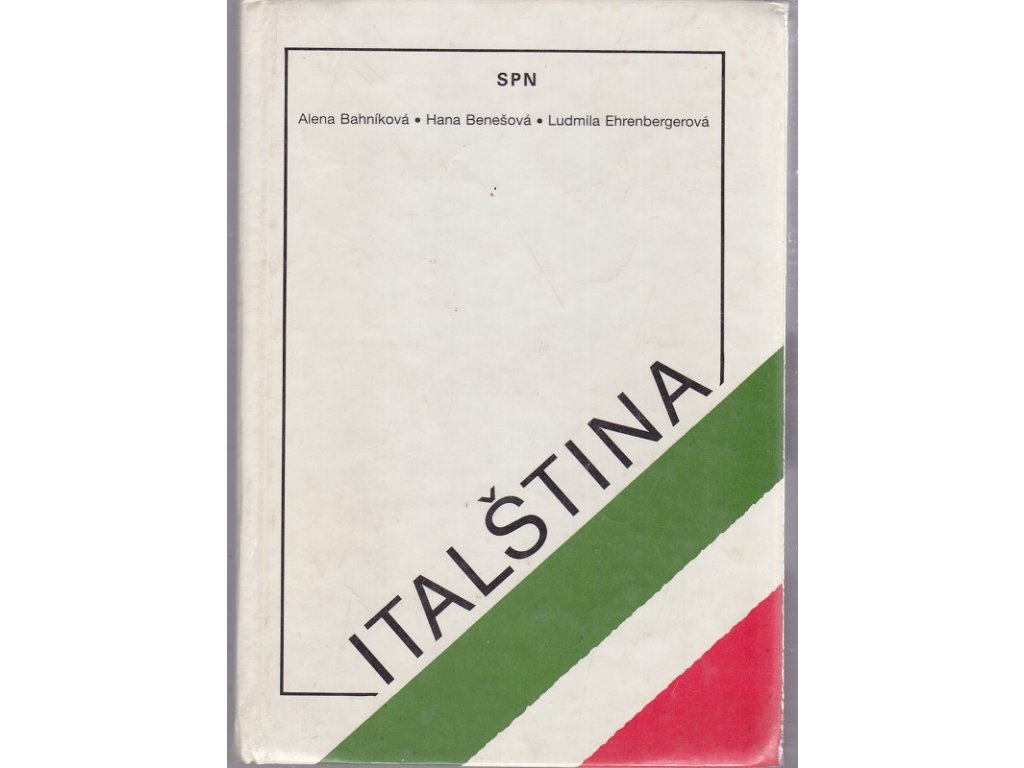 SPN
Alena Bahníková • Hana Benešová • Ludmila Ehrenbergerová
ITALŠTINA